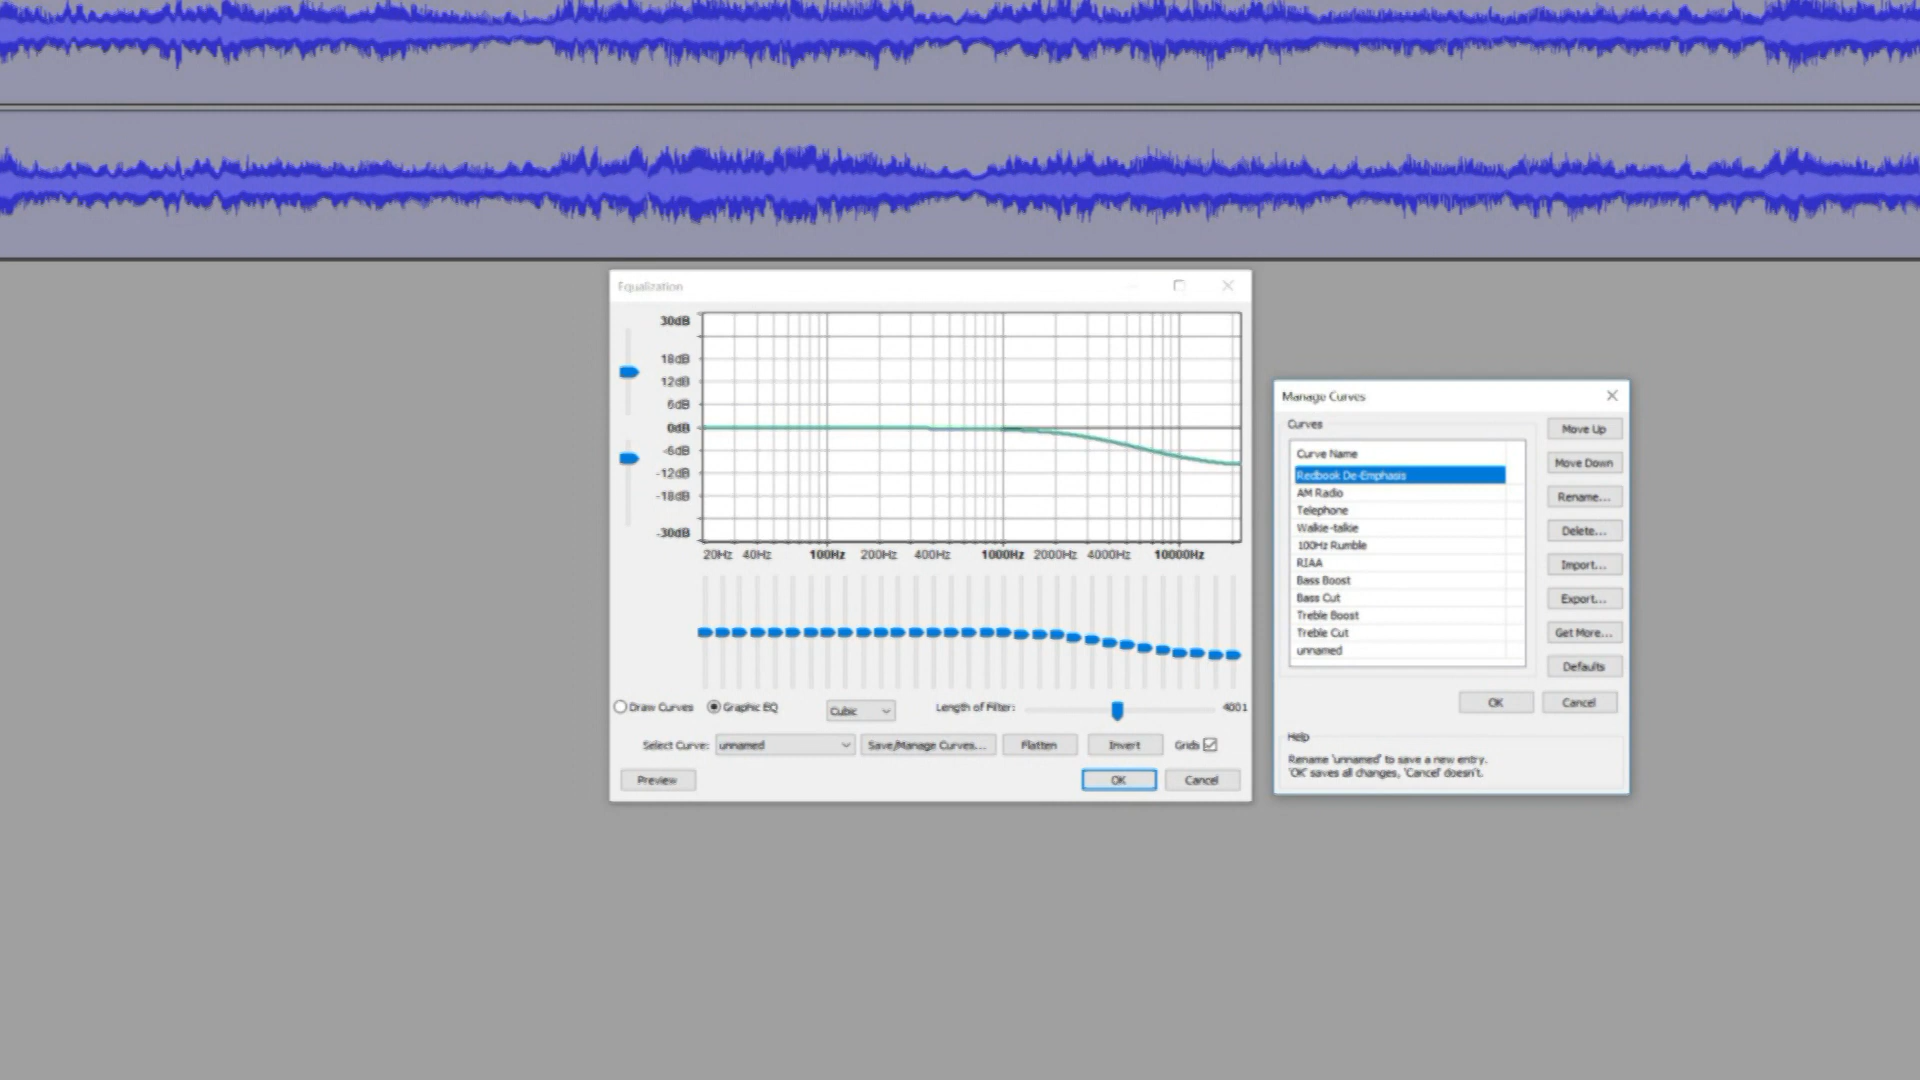 Equalization
30dB
18dB
12dB
6dB
0dB
-6dB
-12dB
-18dB
-30dB
20Hz 40Hz 100Hz 200Hz 400Hz 1000Hz 2000Hz 4000Hz 10000Hz
Draw Curves Graphic EQ Cubic Length of Filter: 4001
Select Curve: unnamed Save/Manage Curves... Flatten Invert Grids
Preview OK Cancel
Manage Curves
Curves
Curve Name
Redbook De-Emphasis
AM Radio
Telephone
Walkie-talkie
100Hz Rumble
RIAA
Bass Boost
Bass Cut
Treble Boost
Treble Cut
unnamed
Move Up
Move Down
Rename...
Delete...
Import...
Export...
Get More...
Defaults
OK Cancel
Help
Rename 'unnamed' to save a new entry.
'OK' saves all changes, 'Cancel' doesn't.